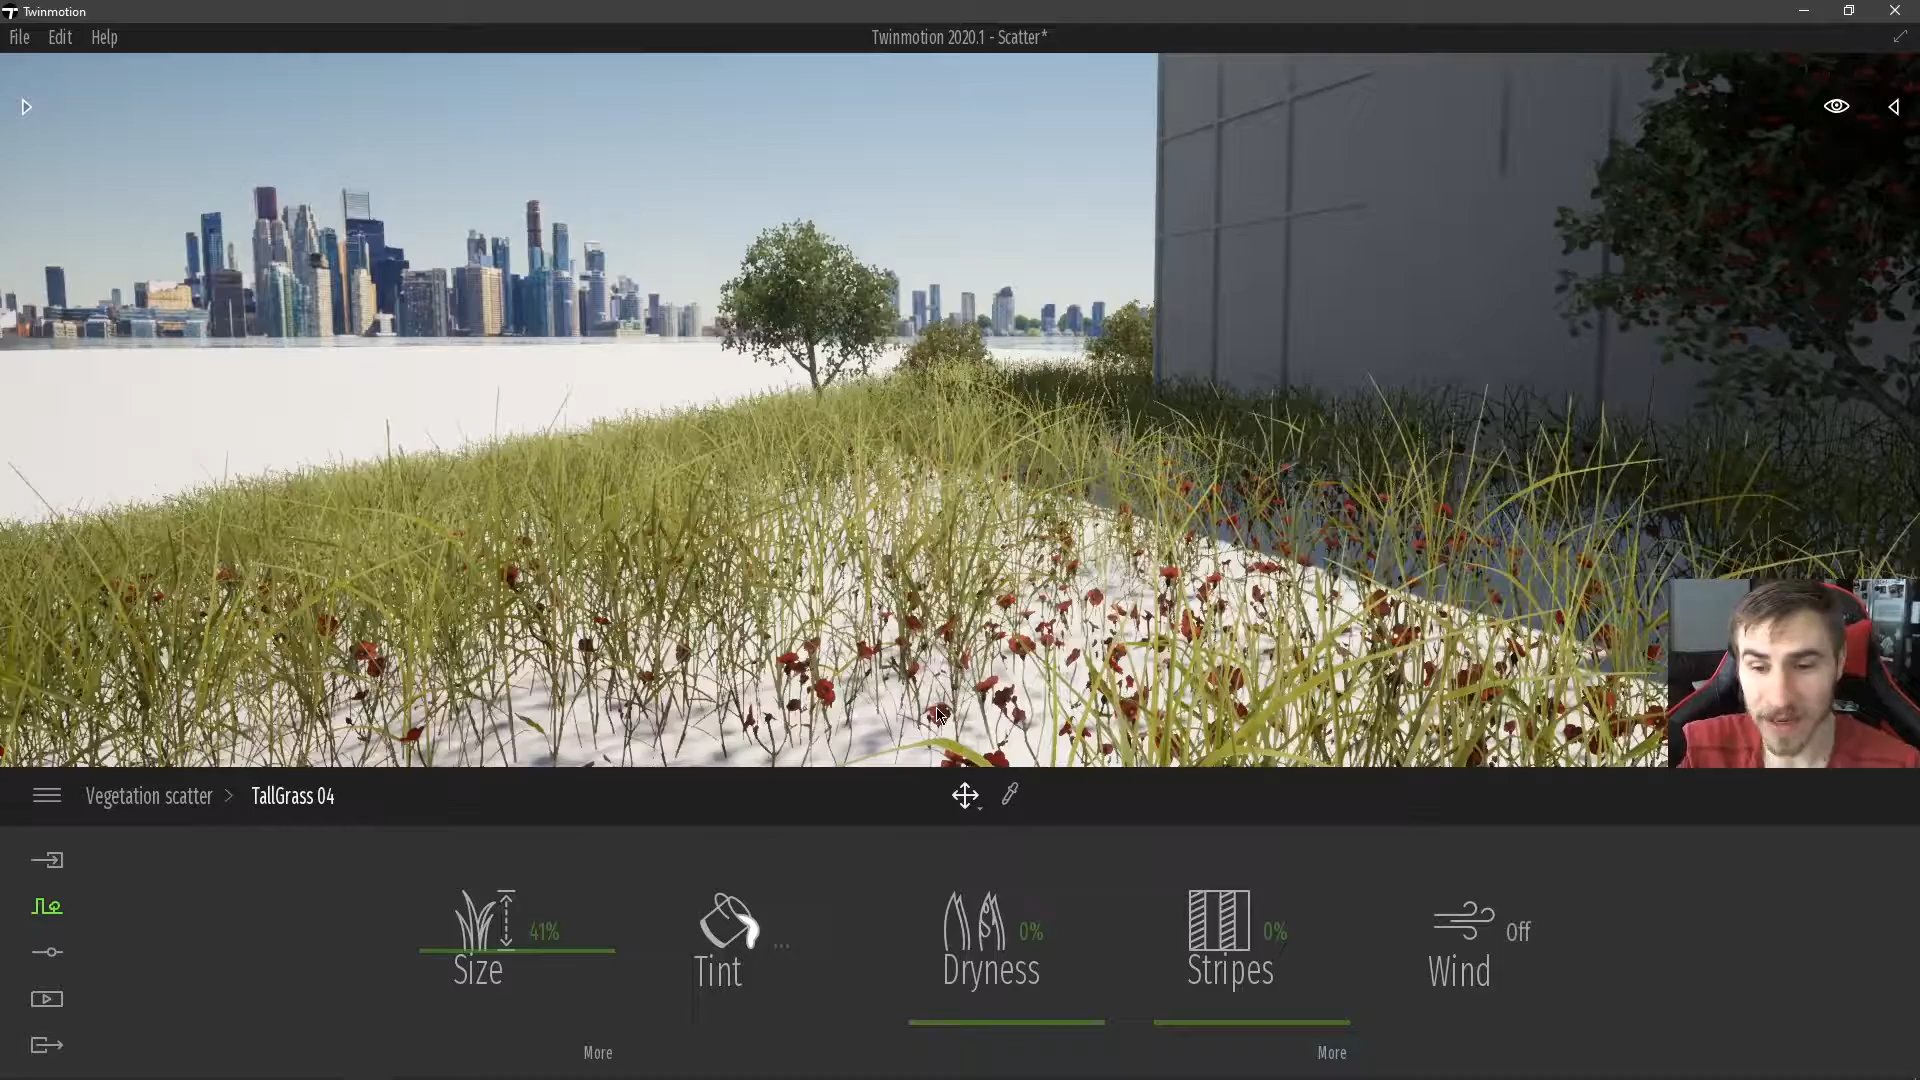 Twinmotion
File Edit Help
Twinmotion 2020.1 - Scatter*
Vegetation scatter > TallGrass 04
41%
Size
...
Tint
0%
Dryness
0%
Stripes
Off
Wind
More
More